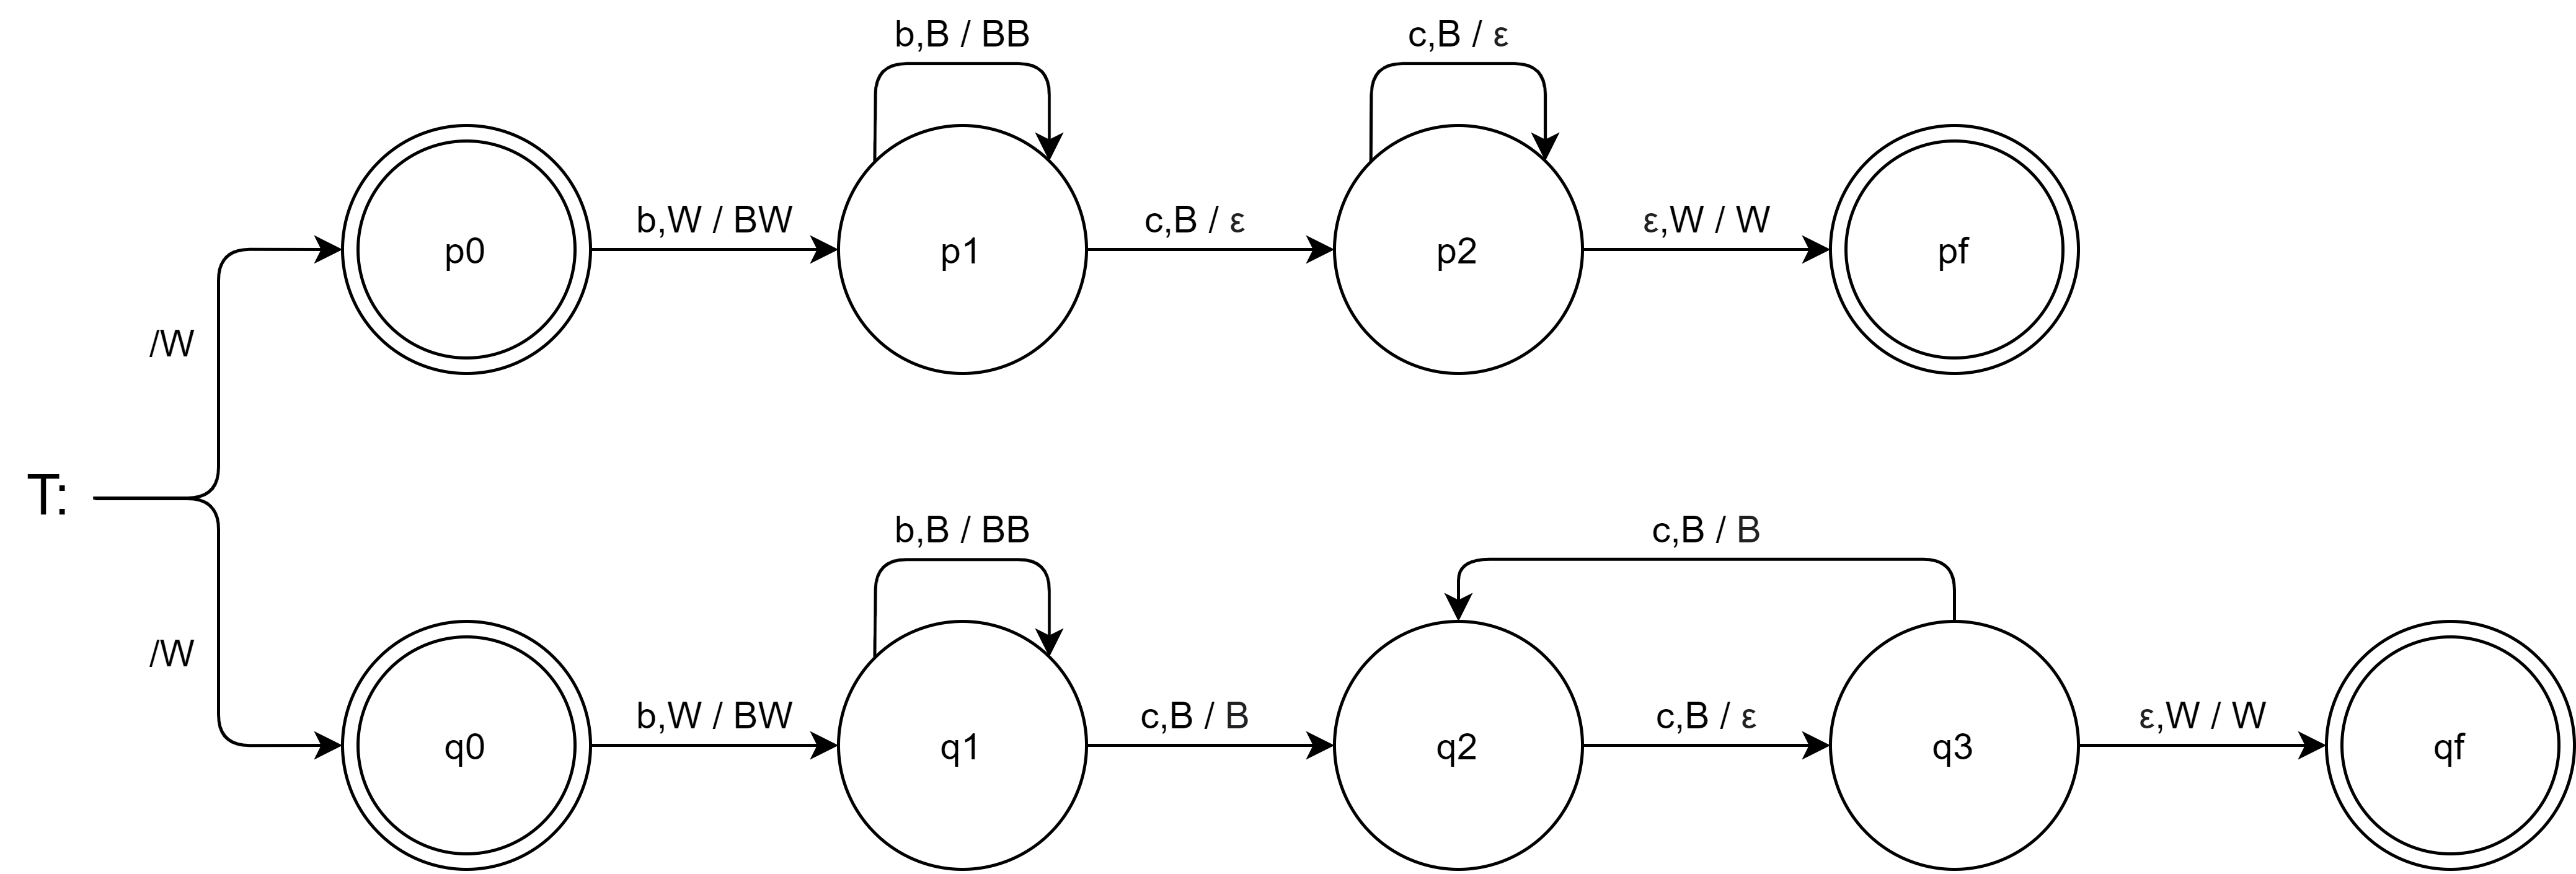 b,B / BB
c,B / ε
b,W / BW
c,B / ε
ε,W / W
p0
p1
p2
pf
/W
T:
b,B / BB
c,B / B
/W
b,W / BW
c,B / B
c,B / ε
ε,W / W
q0
q1
q2
q3
qf